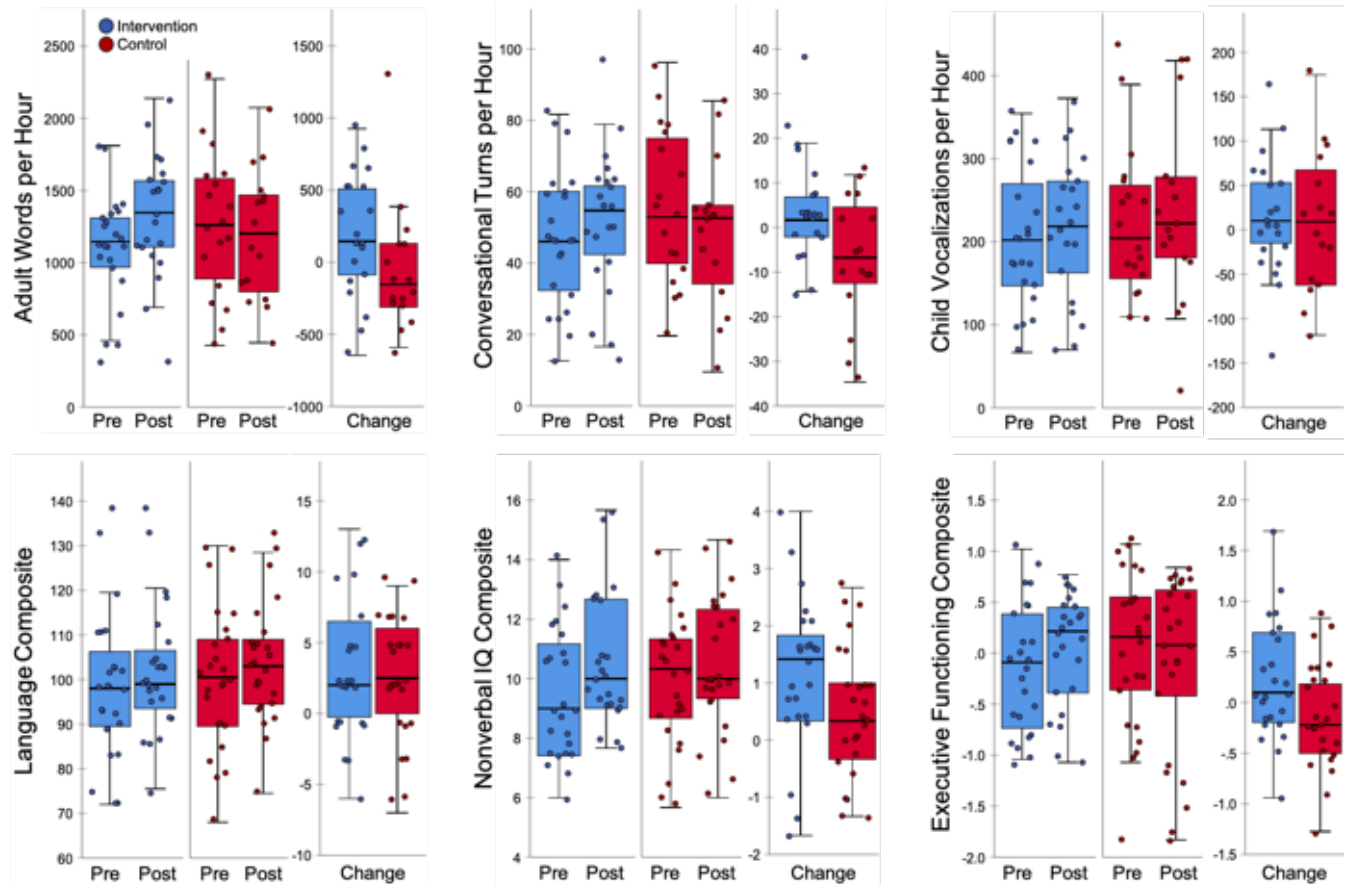 Intervention
Control
Adult Words per Hour
2500
2000
1500
1000
500
0
1500
1000
500
0
-500
-1000
Pre
Post
Pre
Post
Change
Conversational Turns per Hour
100
80
60
40
20
0
40
30
20
10
0
-10
-20
-30
-40
Pre
Post
Pre
Post
Change
Child Vocalizations per Hour
400
300
200
100
0
200
150
100
50
0
-50
-100
-150
-200
Pre
Post
Pre
Post
Change
Language Composite
140
130
120
110
100
90
80
70
60
15
10
5
0
-5
-10
Pre
Post
Pre
Post
Change
Nonverbal IQ Composite
16
14
12
10
8
6
4
4
3
2
1
0
-1
-2
Pre
Post
Pre
Post
Change
Executive Functioning Composite
1.5
1.0
.5
.0
-.5
-1.0
-1.5
-2.0
2.0
1.5
1.0
.5
.0
-.5
-1.0
-1.5
Pre
Post
Pre
Post
Change